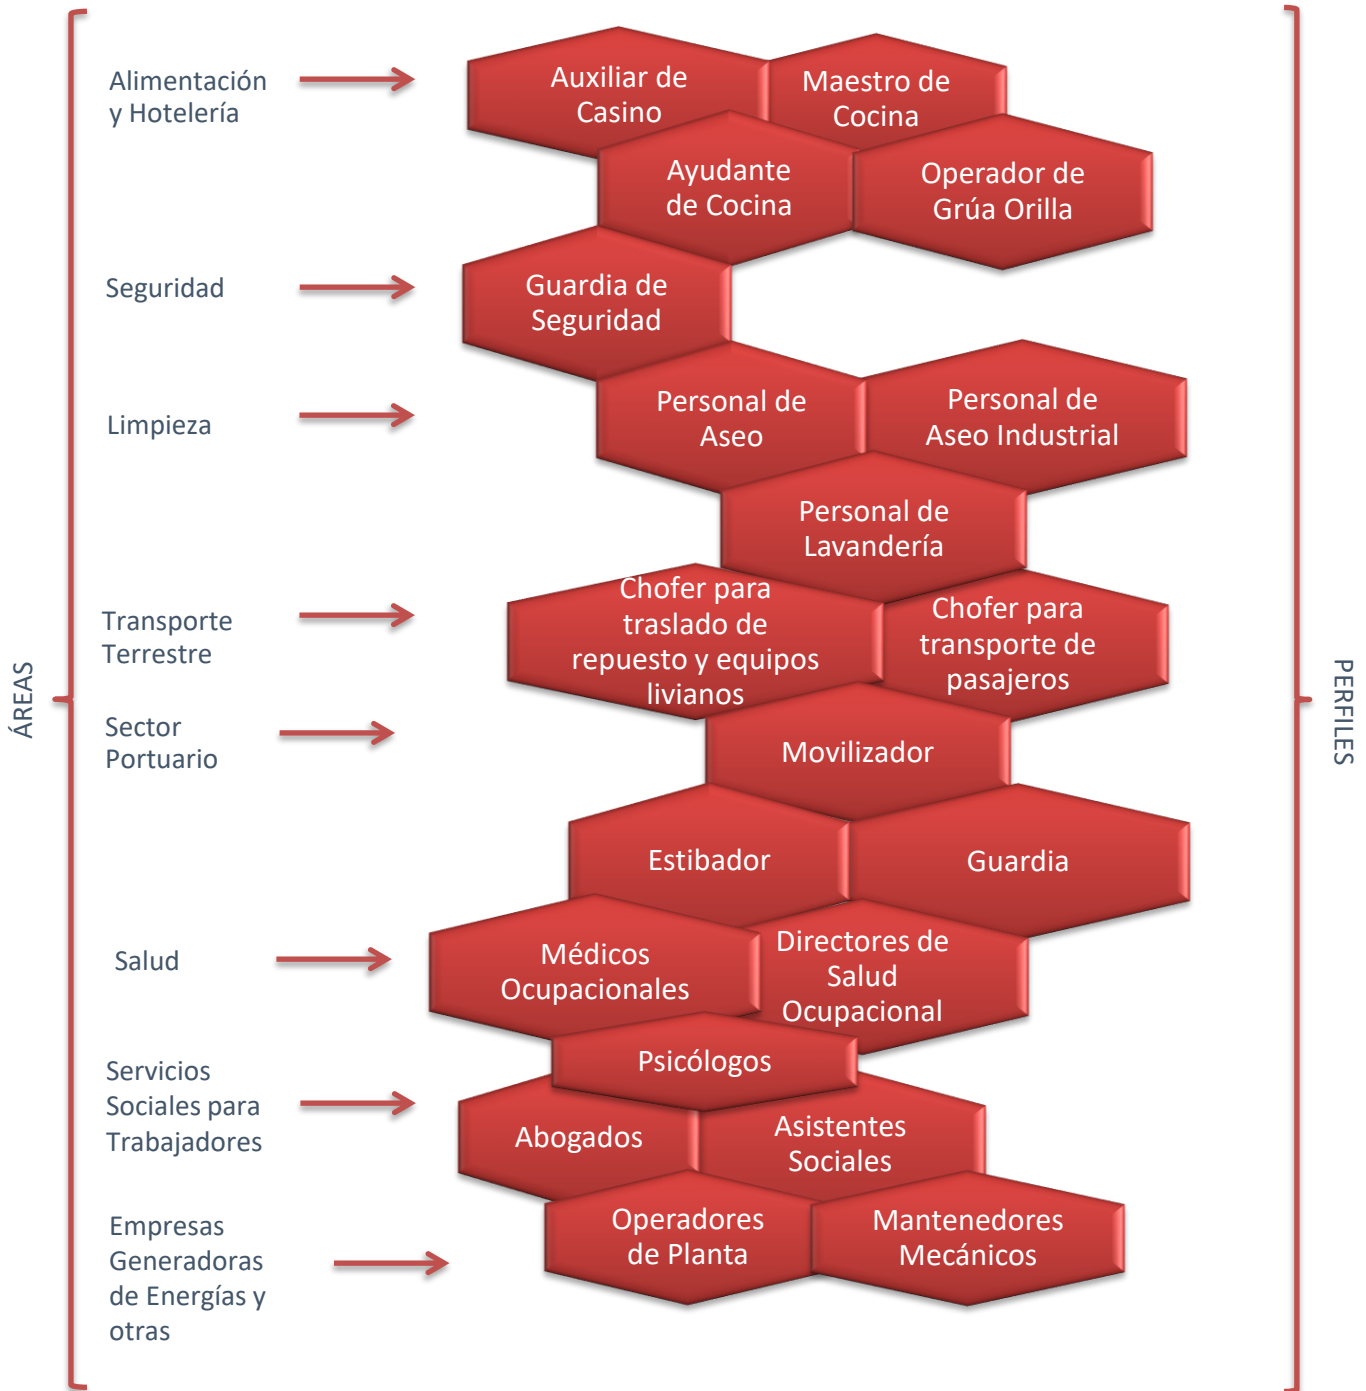 ÁREAS
Alimentación
y Hotelería
Auxiliar de
Casino
Maestro de
Cocina
Ayudante
de Cocina
Operador de
Grúa Orilla
Seguridad
Guardia de
Seguridad
Limpieza
Personal de
Aseo
Personal de
Aseo Industrial
Personal de
Lavandería
Transporte
Terrestre
Chofer para
traslado de
repuesto y equipos
livianos
Chofer para
transporte de
pasajeros
Sector
Portuario
Movilizador
Estibador
Guardia
Salud
Médicos
Ocupacionales
Directores de
Salud
Ocupacional
Psicólogos
Servicios
Sociales para
Trabajadores
Abogados
Asistentes
Sociales
Empresas
Generadoras
de Energías y
otras
Operadores
de Planta
Mantenedores
Mecánicos
PERFILES